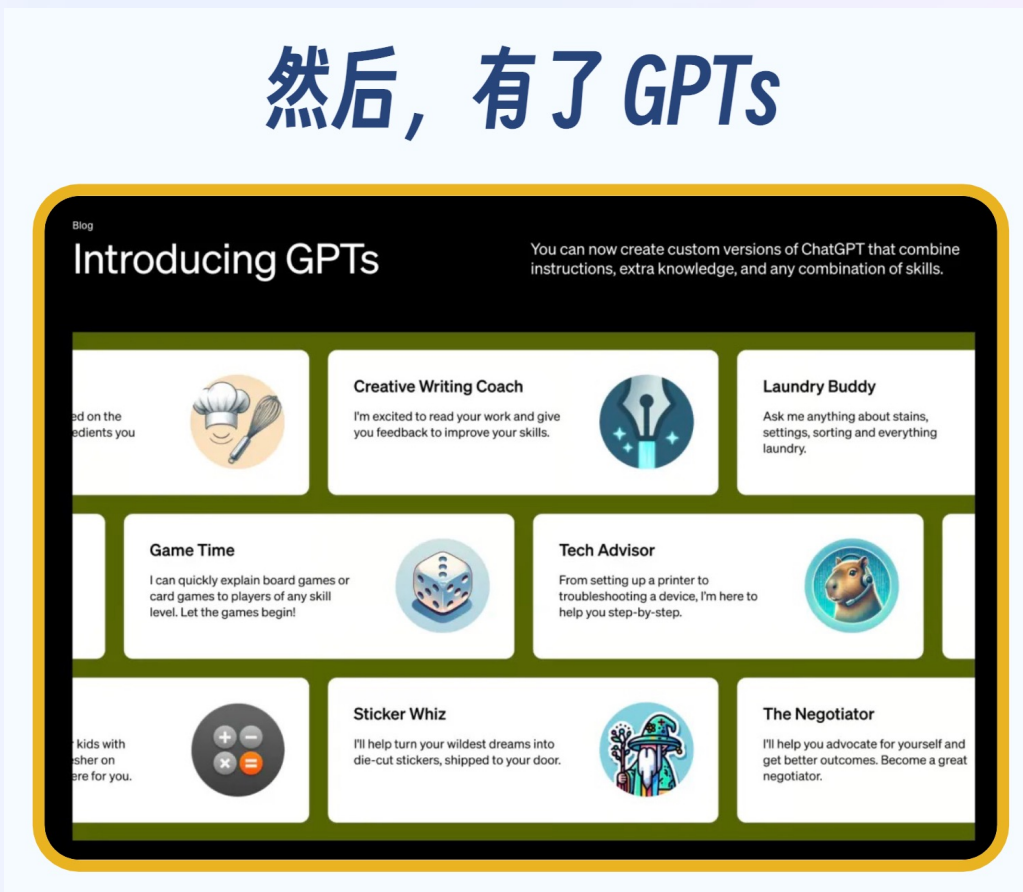 然后，有了 GPTs
Blog
Introducing GPTs
You can now create custom versions of ChatGPT that combine
instructions, extra knowledge, and any combination of skills.
ed on the
edients you
Creative Writing Coach
I'm excited to read your work and give
you feedback to improve your skills.
Laundry Buddy
Ask me anything about stains,
settings, sorting and everything
laundry.
Game Time
I can quickly explain board games or
card games to players of any skill
level. Let the games begin!
Tech Advisor
From setting up a printer to
troubleshooting a device, I'm here to
help you step-by-step.
kids with
sher on
ere for you.
Sticker Whiz
I'll help turn your wildest dreams into
die-cut stickers, shipped to your door.
The Negotiator
I'll help you advocate for yourself and
get better outcomes. Become a great
negotiator.